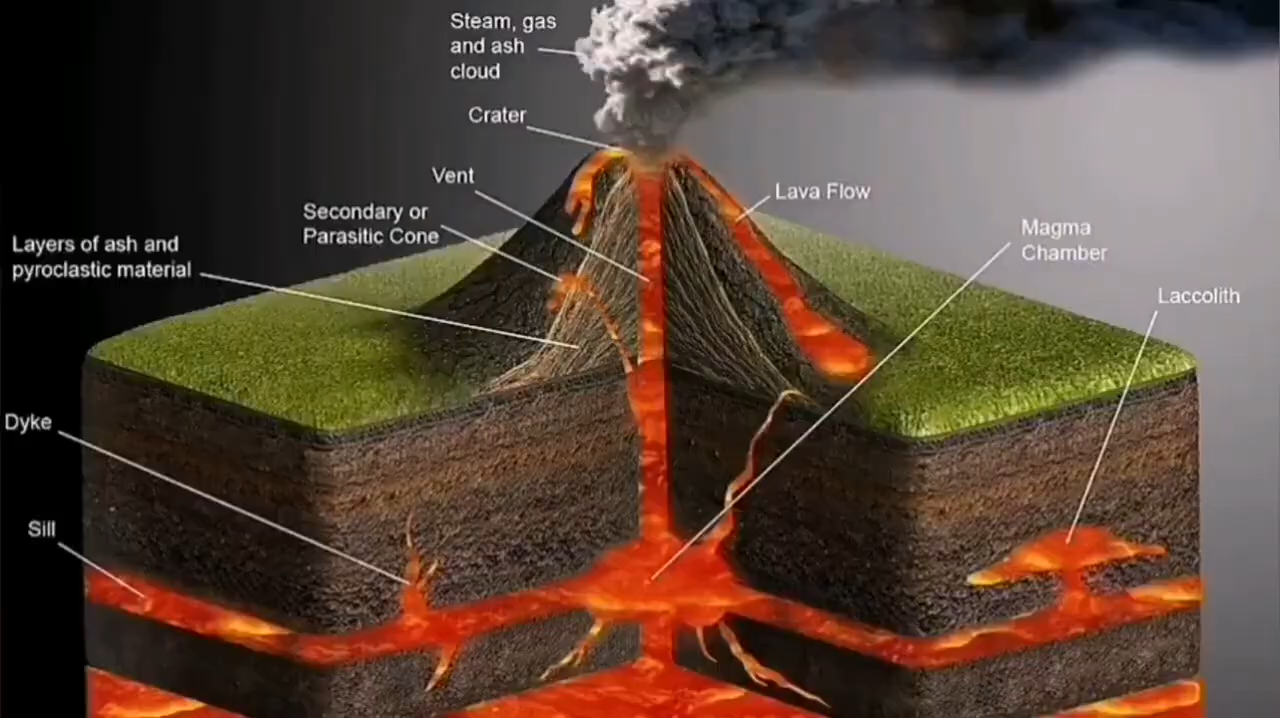 Steam, gas
and ash
cloud
Crater
Vent
Lava Flow
Secondary or
Parasitic Cone
Magma
Chamber
Layers of ash and
pyroclastic material
Laccolith
Dyke
Sill